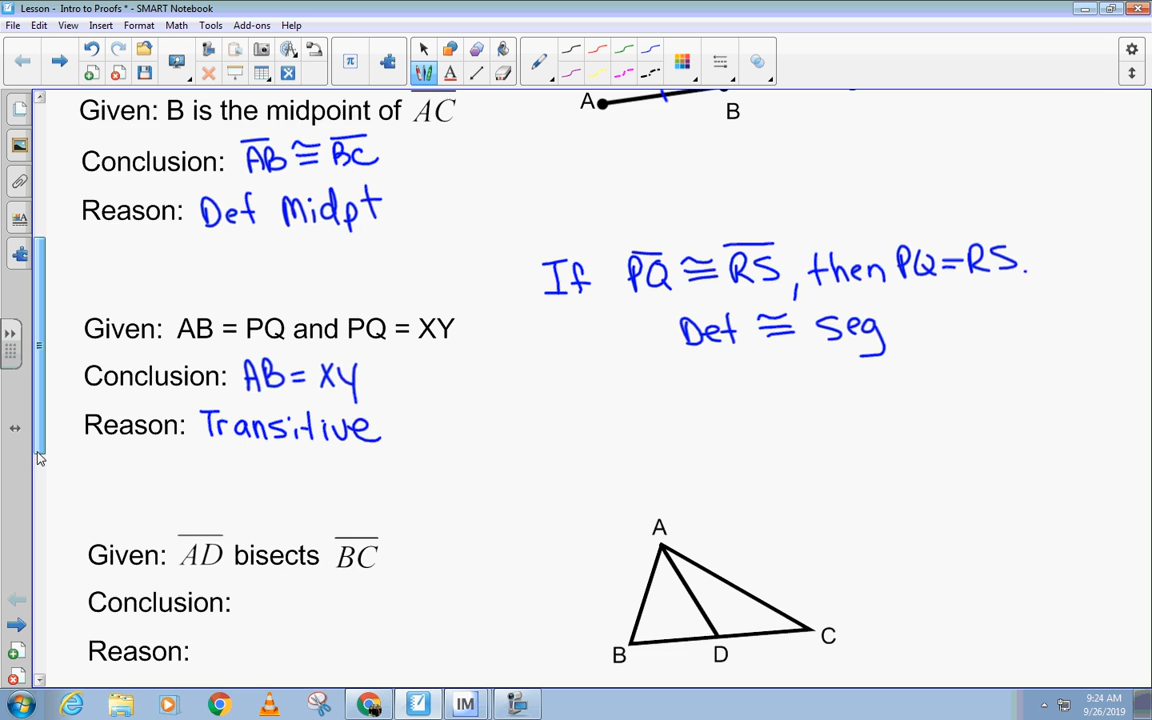 Lesson - Intro to Proofs * - SMART Notebook
File Edit View Insert Format Math Tools Add-ons Help
A
B
Given: B is the midpoint of AC
Conclusion: AB ≅ BC
Reason: Def Midpt
If PQ ≅ RS, then PQ = RS.
Def ≅ seg
Given: AB = PQ and PQ = XY
Conclusion: AB = XY
Reason: Transitive
A
Given: AD bisects BC
Conclusion:
Reason:
B
D
C
IM
9:24 AM
9/26/2019